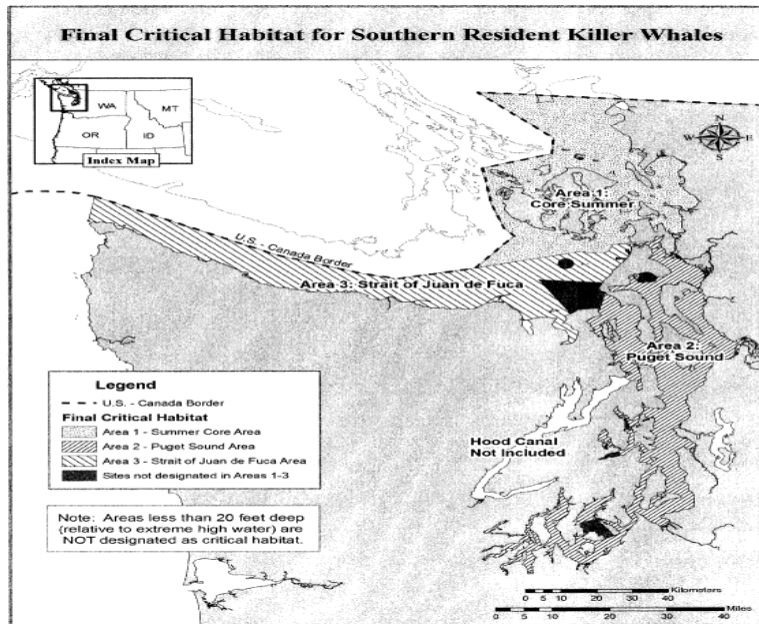 Final Critical Habitat for Southern Resident Killer Whales
WA
MT
OR
ID
Index Map
N
W
E
S
Area 1:
Core Summer
U.S. - Canada Border
Area 3: Strait of Juan de Fuca
Area 2:
Puget Sound
Hood Canal
Not Included
Legend
U.S. - Canada Border
Final Critical Habitat
Area 1 - Summer Core Area
Area 2 - Puget Sound Area
Area 3 - Strait of Juan de Fuca Area
Sites not designated in Areas 1-3
Note: Areas less than 20 feet deep
(relative to extreme high water) are
NOT designated as critical habitat.
Kilometers
0 5 10 20 30 40
Miles
0 5 10 20 30 40